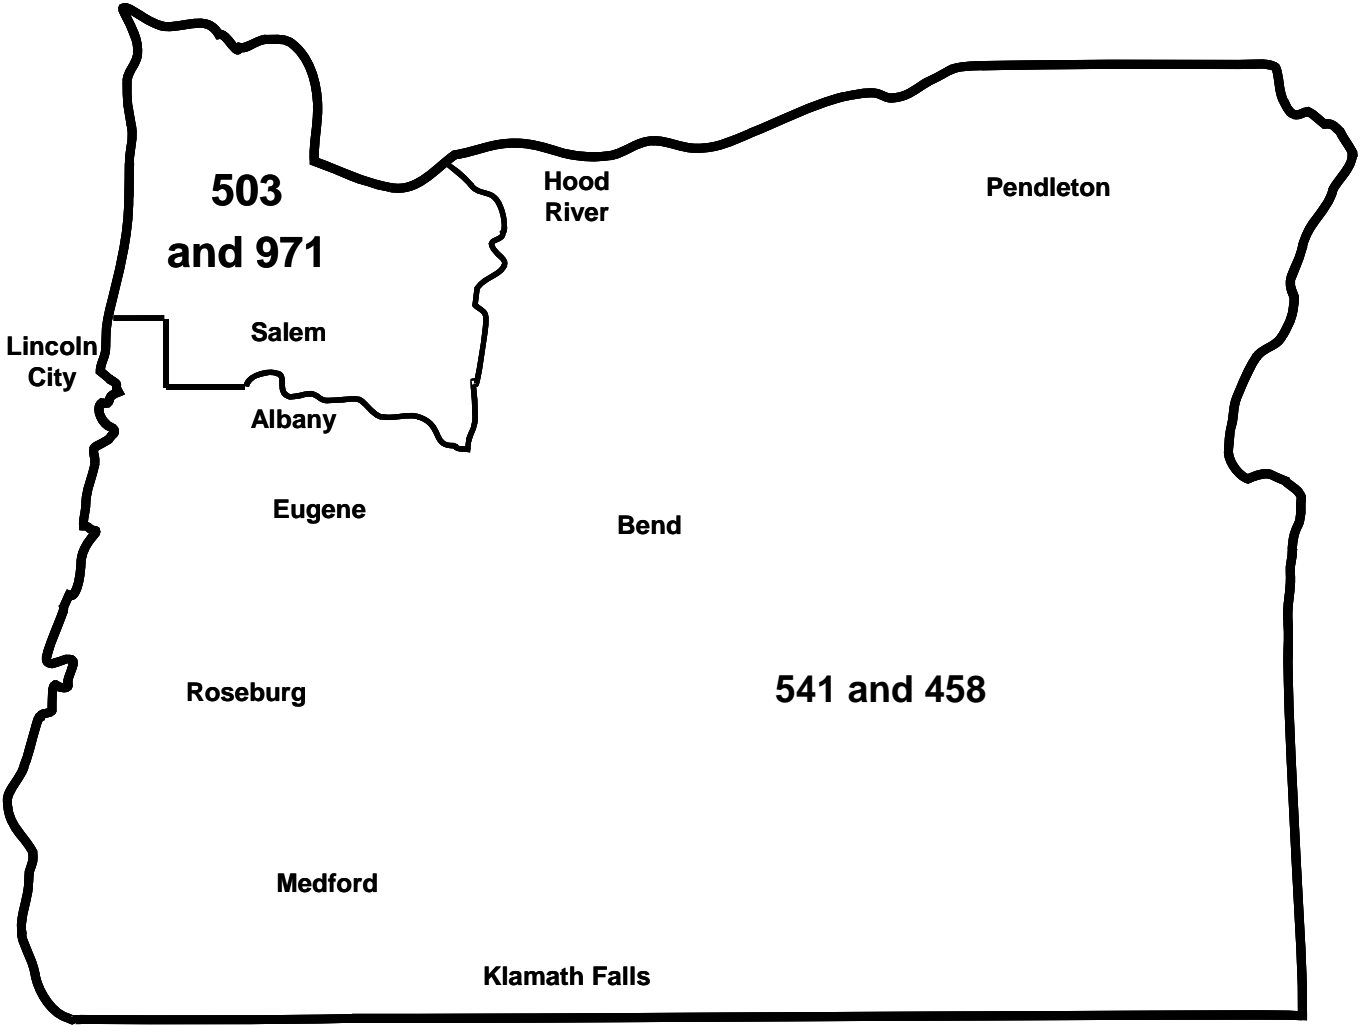 503
and 971
Hood
River
Pendleton
Salem
Lincoln
City
Albany
Eugene
Bend
Roseburg
541 and 458
Medford
Klamath Falls